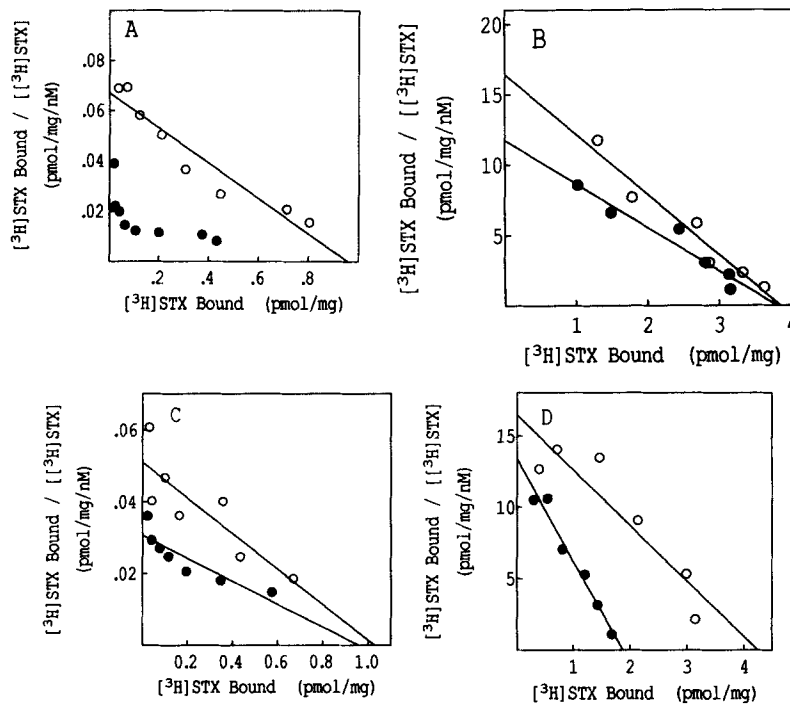 A
[³H]STX Bound / [[³H]STX]
(pmol/mg/nM)
.08
.06
.04
.02
.2
.4
.6
.8
[³H]STX Bound (pmol/mg)
B
[³H]STX Bound / [[³H]STX]
(pmol/mg/nM)
20
15
10
5
1
2
3
4
[³H]STX Bound (pmol/mg)
C
[³H]STX Bound / [[³H]STX]
(pmol/mg/nM)
.06
.04
.02
0.2
0.4
0.6
0.8
1.0
[³H]STX Bound (pmol/mg)
D
[³H]STX Bound / [[³H]STX]
(pmol/mg/nM)
15
10
5
1
2
3
4
[³H]STX Bound (pmol/mg)